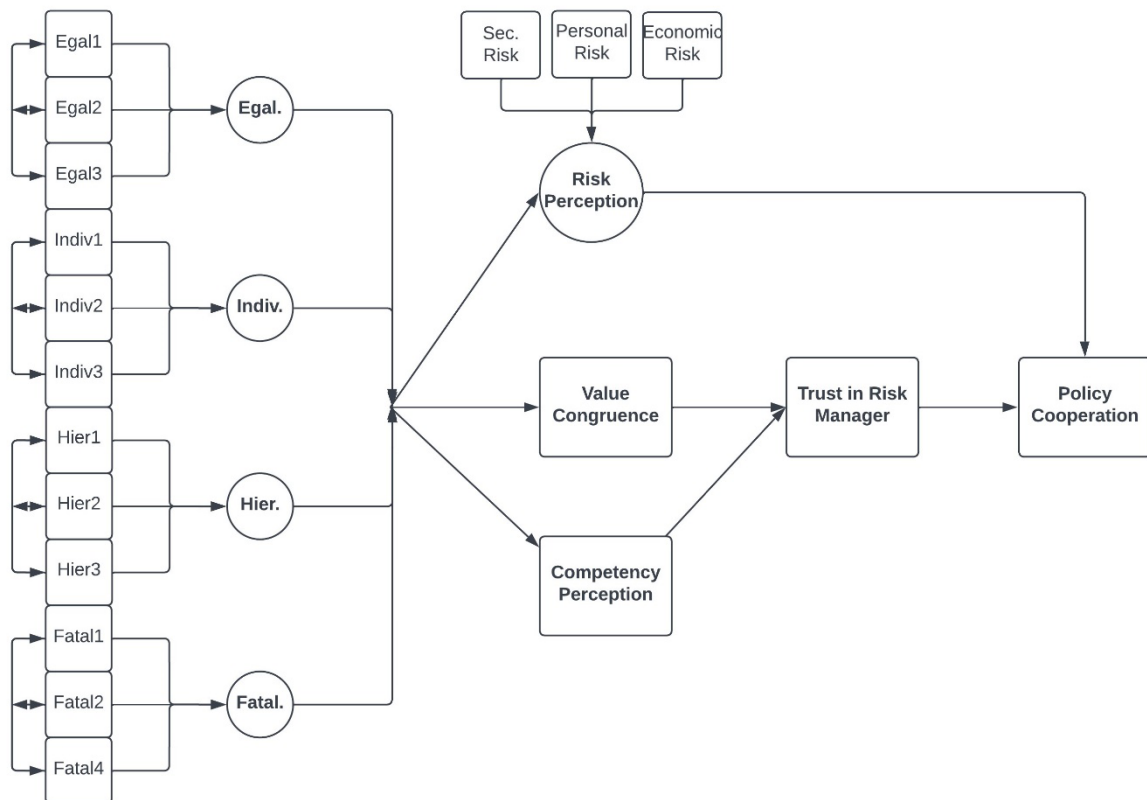 Egal1
Egal2
Egal3
Indiv1
Indiv2
Indiv3
Hier1
Hier2
Hier3
Fatal1
Fatal2
Fatal4
Egal.
Indiv.
Hier.
Fatal.
Sec.
Risk
Personal
Risk
Economic
Risk
Risk
Perception
Value
Congruence
Competency
Perception
Trust in Risk
Manager
Policy
Cooperation